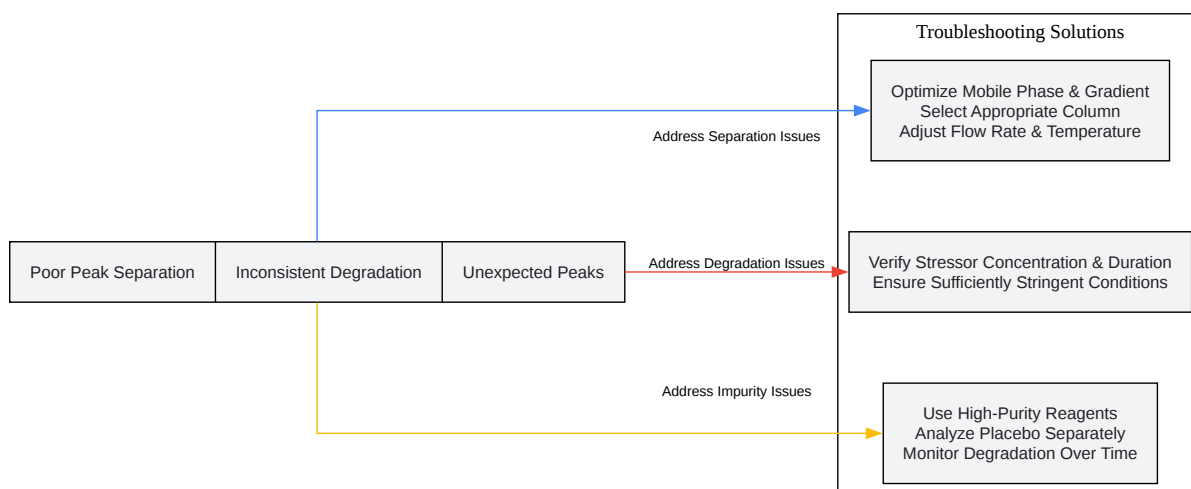 Troubleshooting Solutions
Optimize Mobile Phase & Gradient
Select Appropriate Column
Adjust Flow Rate & Temperature
Address Separation Issues
Poor Peak Separation
Inconsistent Degradation
Unexpected Peaks
Address Degradation Issues
Verify Stressor Concentration & Duration
Ensure Sufficiently Stringent Conditions
Address Impurity Issues
Use High-Purity Reagents
Analyze Placebo Separately
Monitor Degradation Over Time